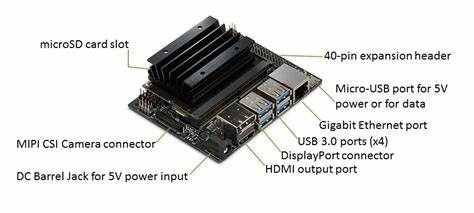 microSD card slot
40-pin expansion header
Micro-USB port for 5V
power or for data
Gigabit Ethernet port
MIPI CSI Camera connector
USB 3.0 ports (x4)
DisplayPort connector
DC Barrel Jack for 5V power input
HDMI output port